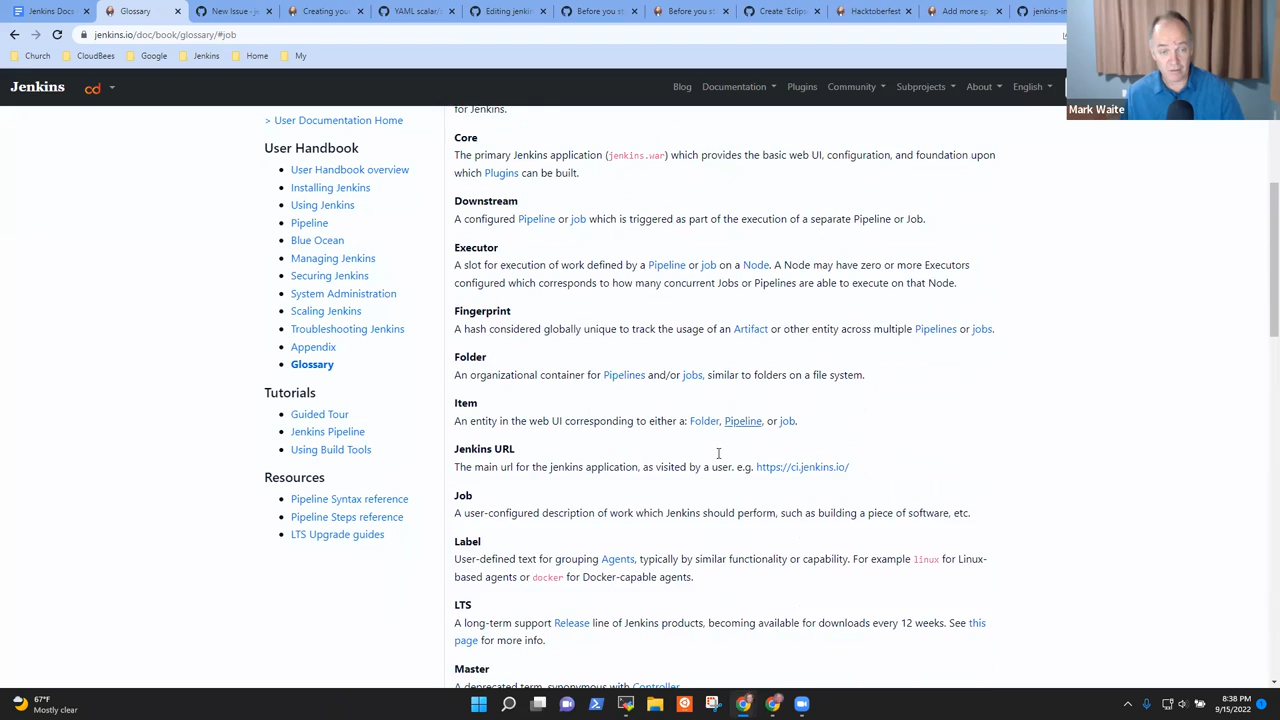 Jenkins Docs
Glossary
New Issue - je
Creating your
YAML scalar/s
Editing jenkin
Before you st
Before you st
Create 'Eclips
Hacktoberfest
Add more sp
jenkins-in
jenkins.io/doc/book/glossary/#job
Church
CloudBees
Google
Jenkins
Home
My
Jenkins
cd
Blog
Documentation
Plugins
Community
Subprojects
About
English
Mark Waite
> User Documentation Home
User Handbook
User Handbook overview
Installing Jenkins
Using Jenkins
Pipeline
Blue Ocean
Managing Jenkins
Securing Jenkins
System Administration
Scaling Jenkins
Troubleshooting Jenkins
Appendix
Glossary
Tutorials
Guided Tour
Jenkins Pipeline
Using Build Tools
Resources
Pipeline Syntax reference
Pipeline Steps reference
LTS Upgrade guides
for Jenkins.
Core
The primary Jenkins application (jenkins.war) which provides the basic web UI, configuration, and foundation upon
which Plugins can be built.
Downstream
A configured Pipeline or job which is triggered as part of the execution of a separate Pipeline or Job.
Executor
A slot for execution of work defined by a Pipeline or job on a Node. A Node may have zero or more Executors
configured which corresponds to how many concurrent Jobs or Pipelines are able to execute on that Node.
Fingerprint
A hash considered globally unique to track the usage of an Artifact or other entity across multiple Pipelines or jobs.
Folder
An organizational container for Pipelines and/or jobs, similar to folders on a file system.
Item
An entity in the web UI corresponding to either a: Folder, Pipeline, or job.
Jenkins URL
The main url for the jenkins application, as visited by a user. e.g. https://ci.jenkins.io/
Job
A user-configured description of work which Jenkins should perform, such as building a piece of software, etc.
Label
User-defined text for grouping Agents, typically by similar functionality or capability. For example linux for Linux-
based agents or docker for Docker-capable agents.
LTS
A long-term support Release line of Jenkins products, becoming available for downloads every 12 weeks. See this
page for more info.
Master
A deprecated term, synonymous with Controller.
67°F
Mostly clear
8:38 PM
9/15/2022